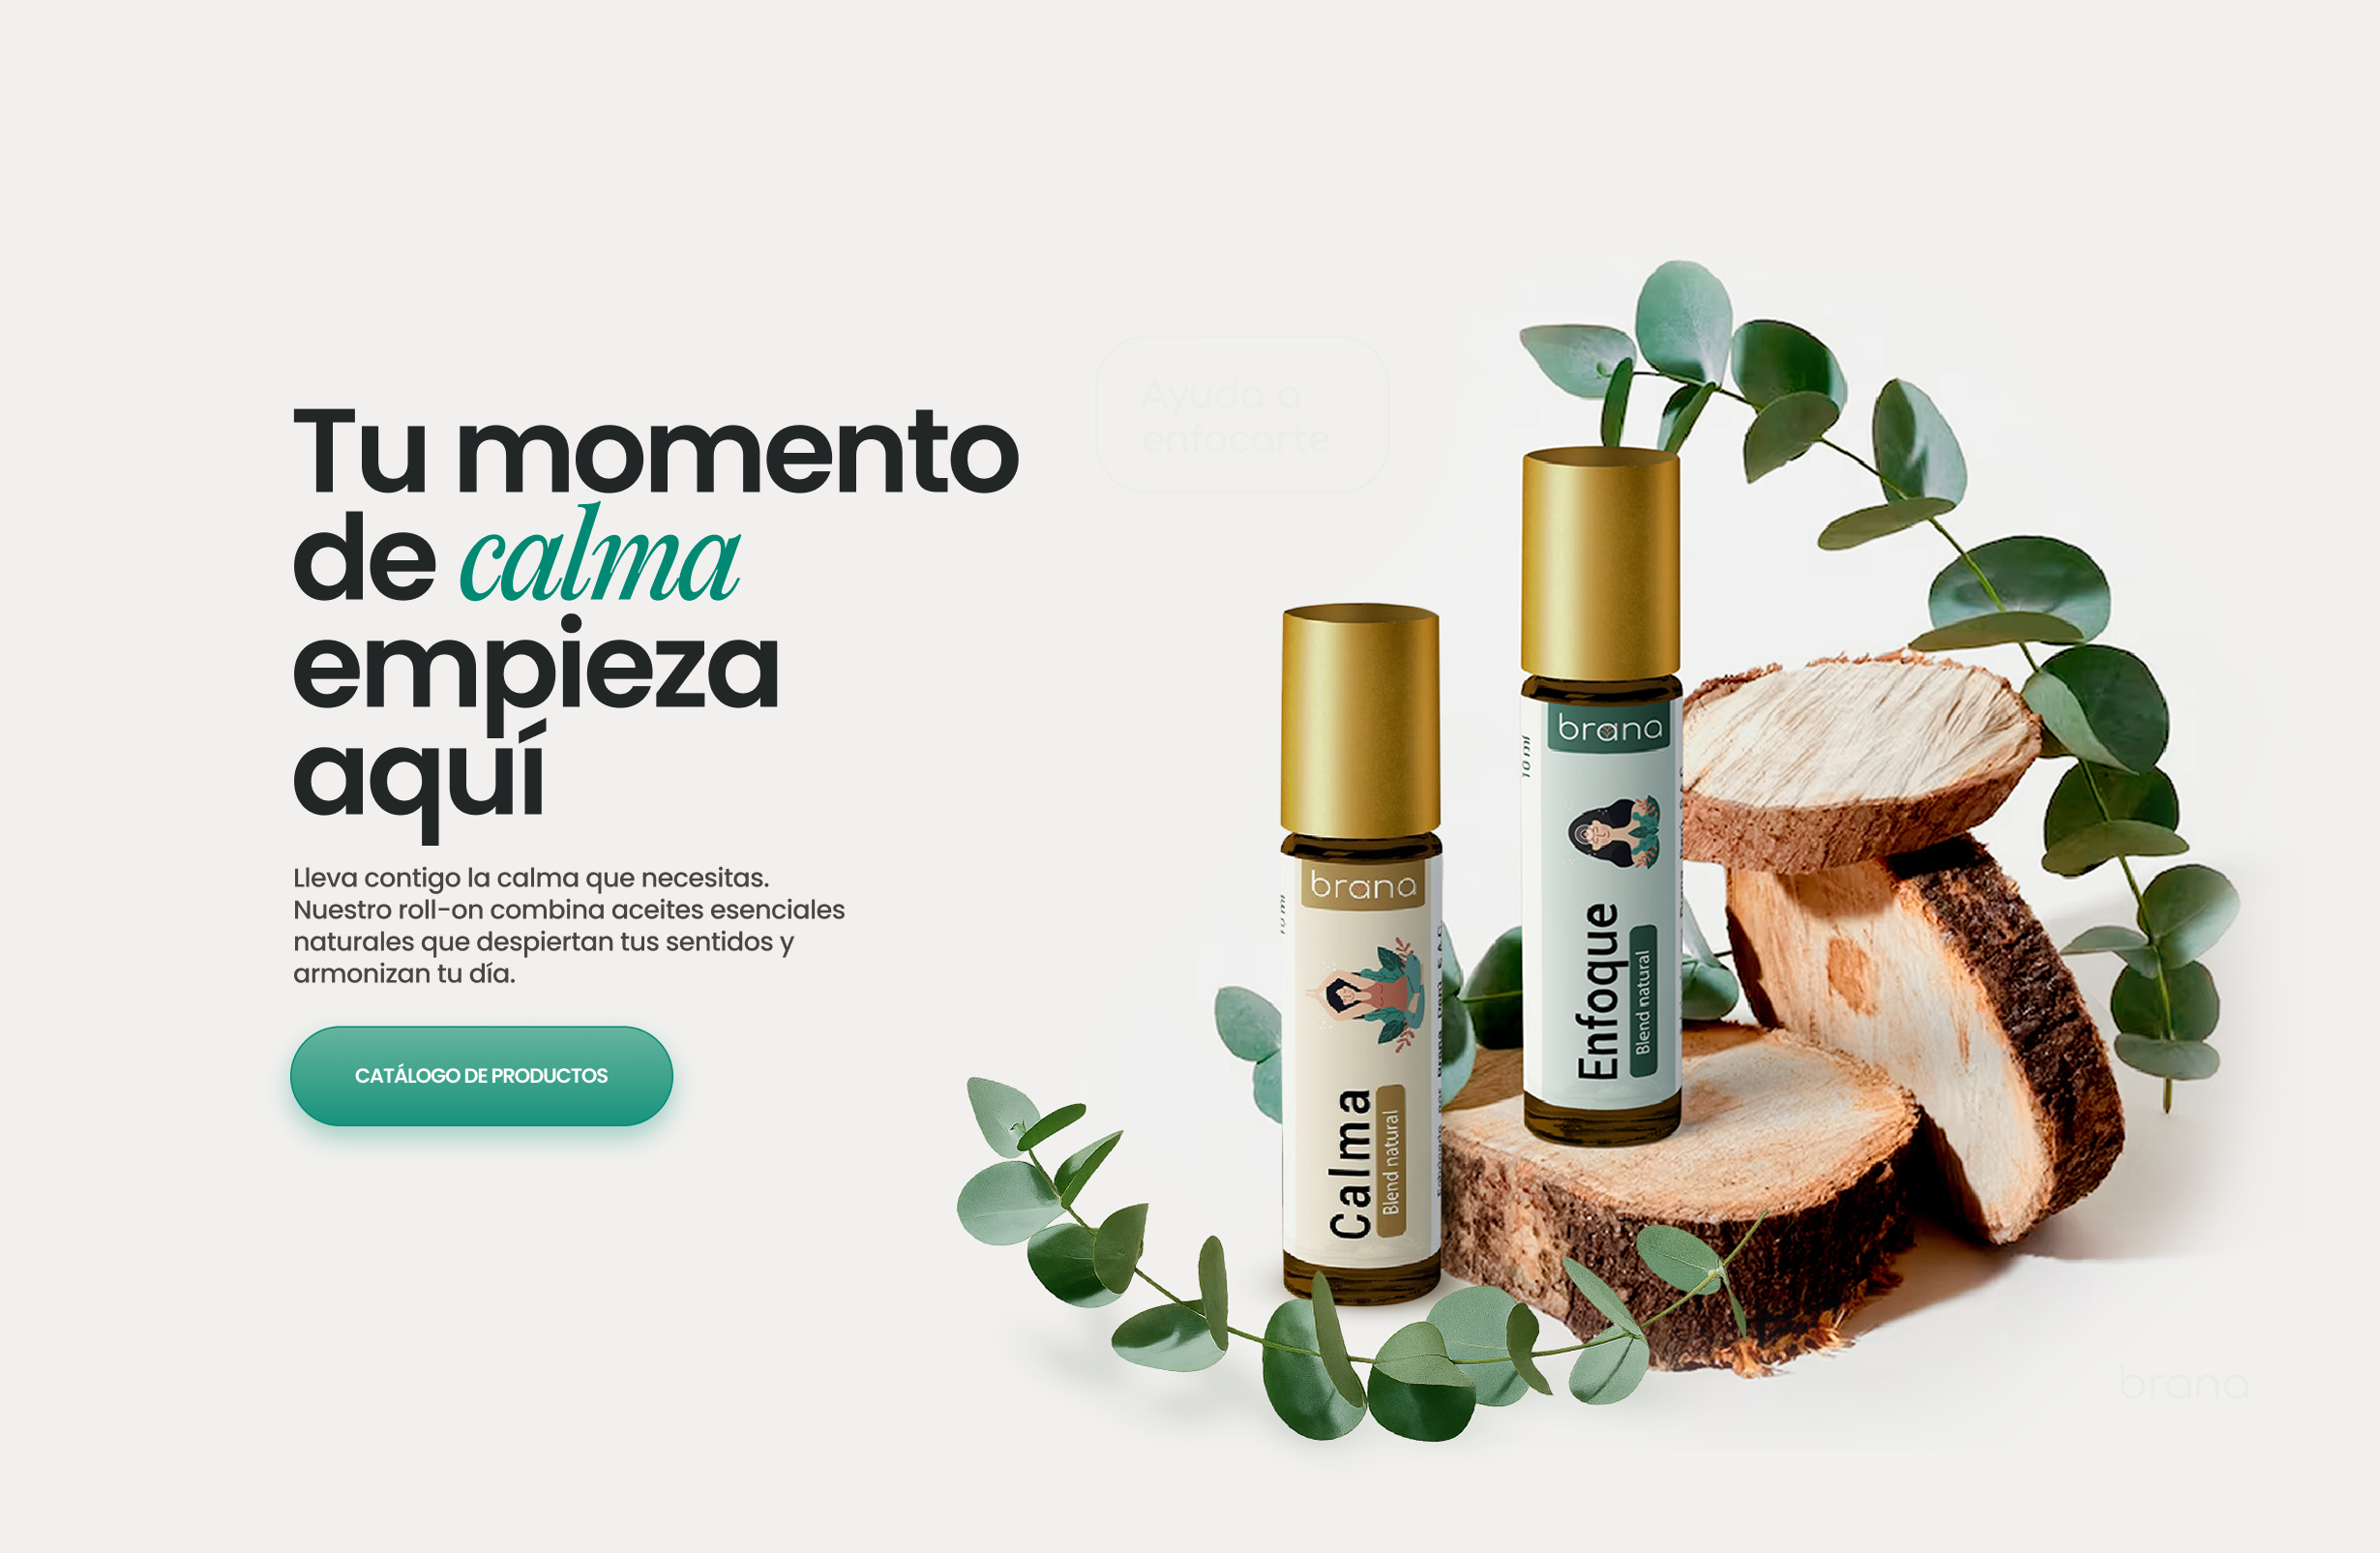 Tu momento
de calma
empieza
aquí
Lleva contigo la calma que necesitas.
Nuestro roll-on combina aceites esenciales
naturales que despiertan tus sentidos y
armonizan tu día.
CATÁLOGO DE PRODUCTOS
Ayuda a
enfocarte
brana
10 ml
Calma
Blend natural
brana
10 ml
Enfoque
Blend natural
brana